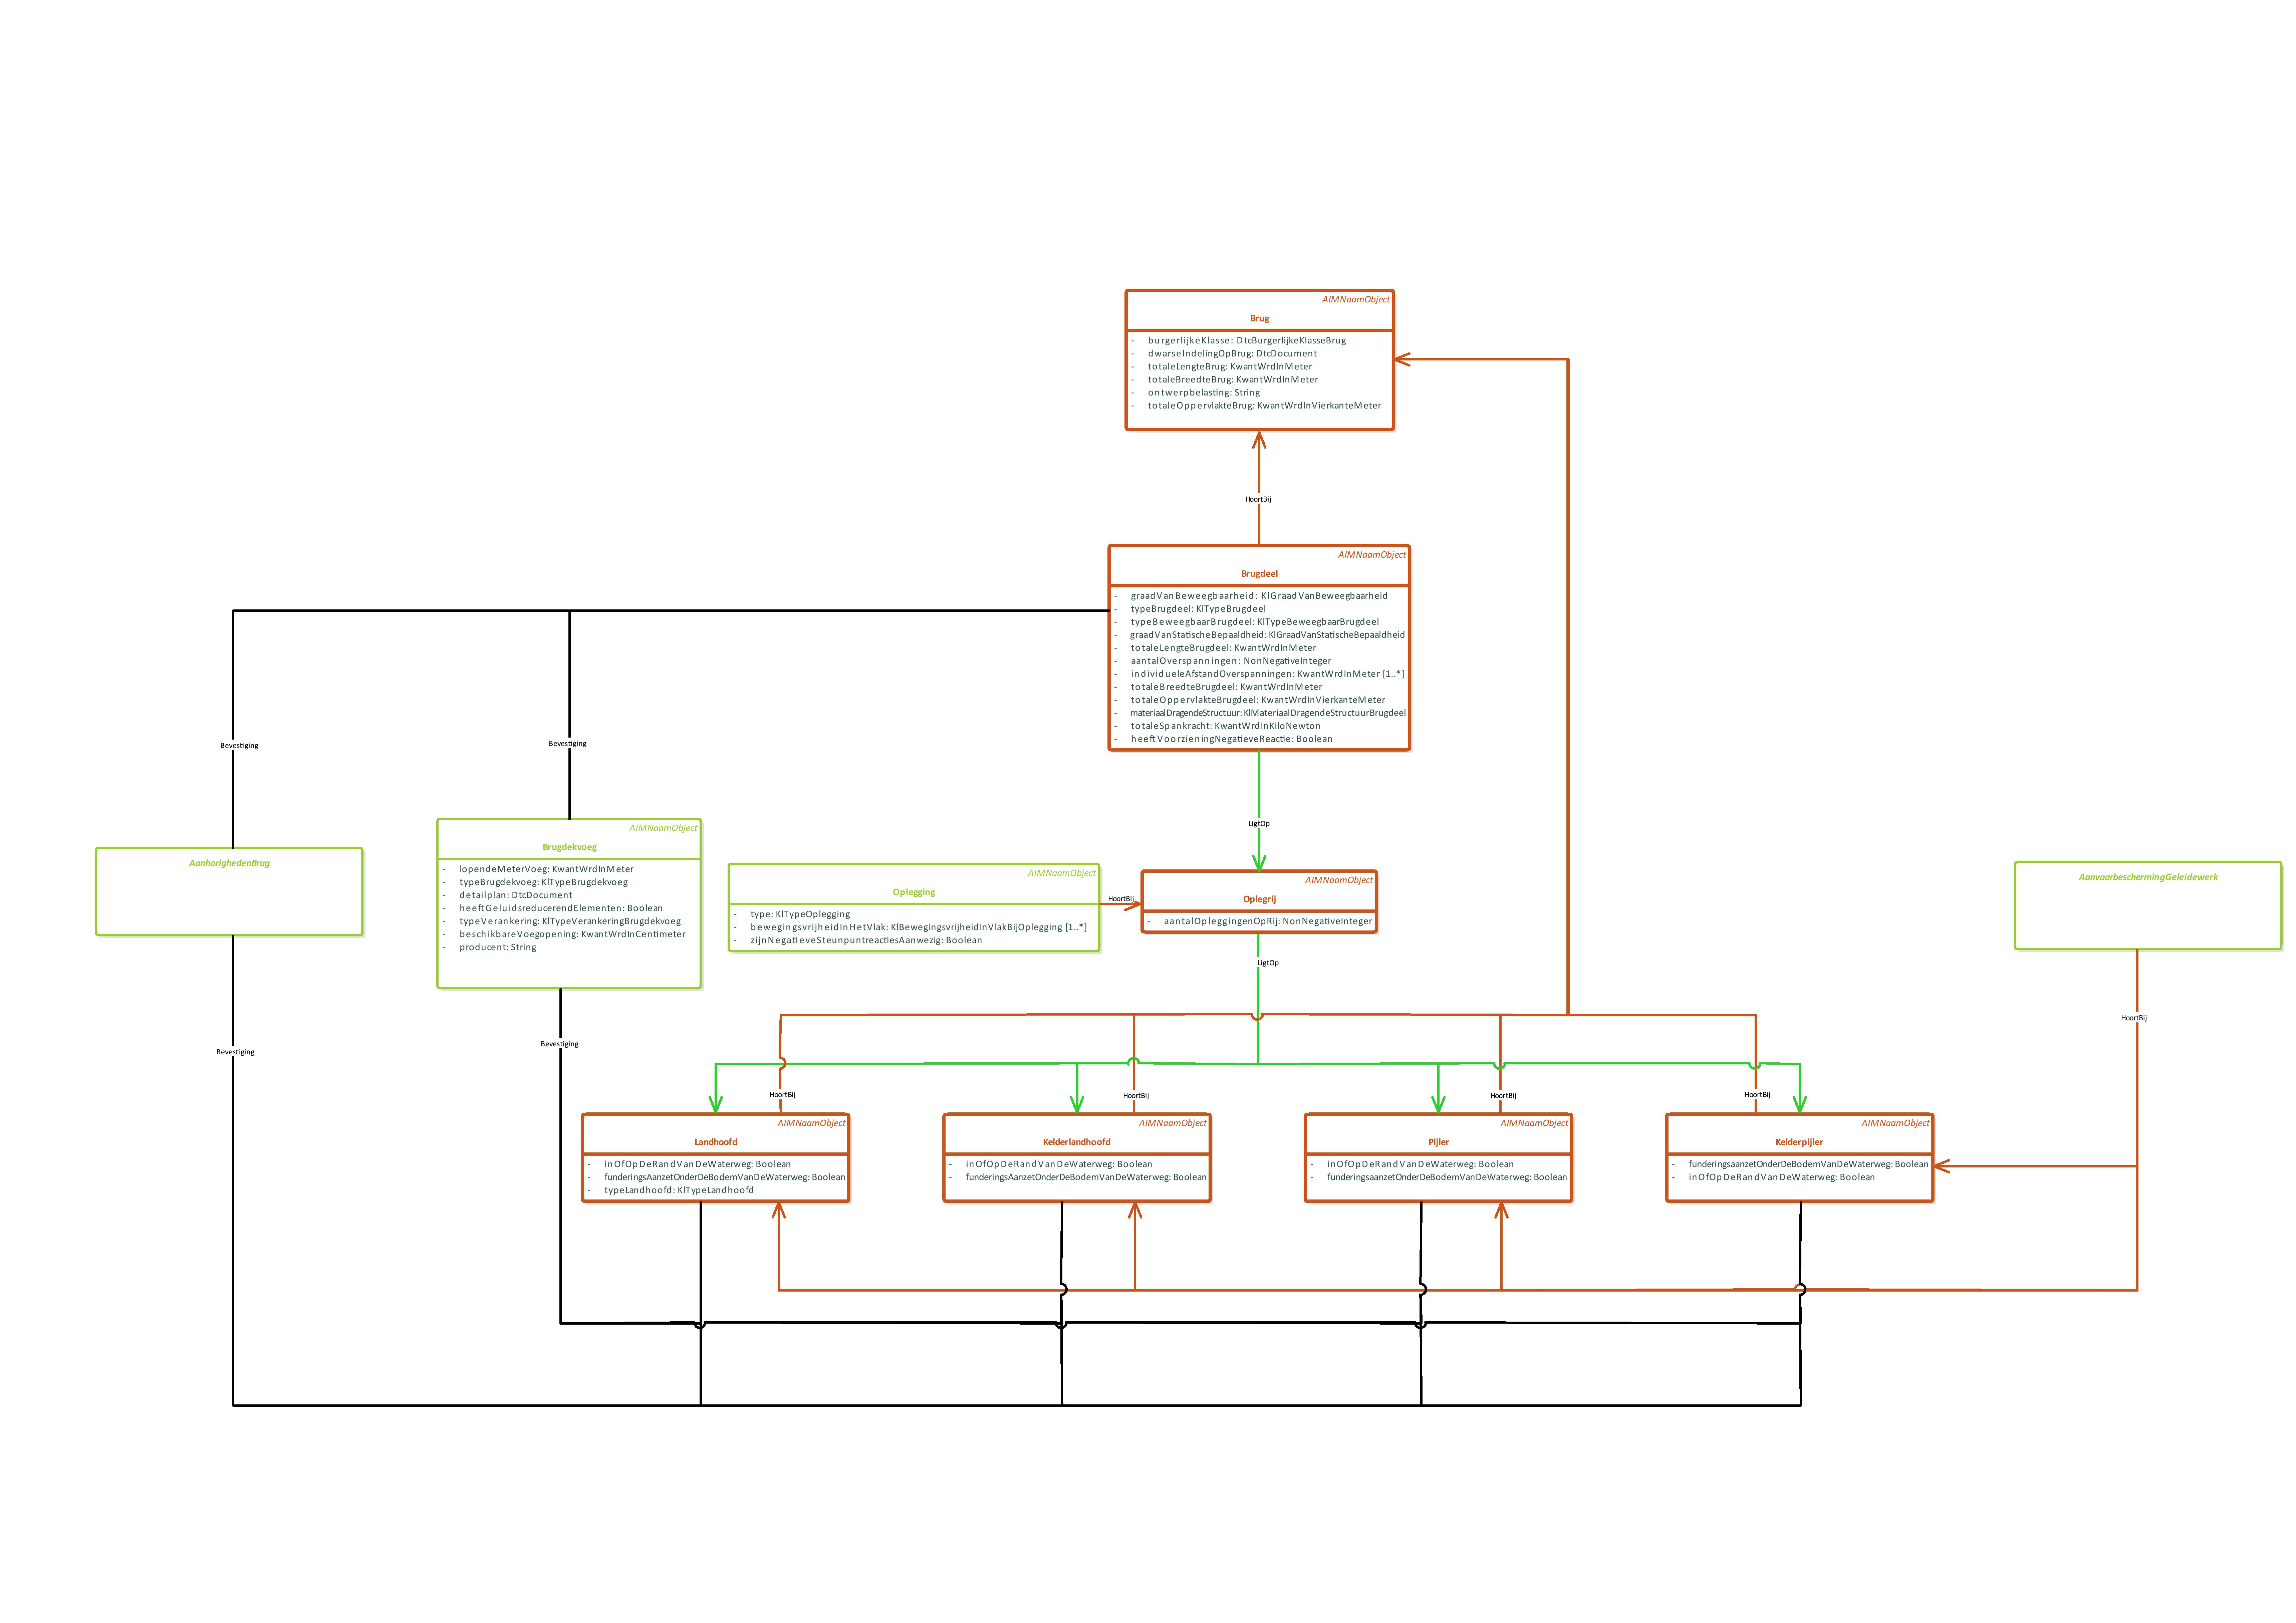 AIMNaamObject
Brug
- burgerlijkeKlasse: DtcBurgerlijkeKlasseBrug
- dwarseIndelingOpBrug: DtcDocument
- totaleLengteBrug: KwantWrdInMeter
- totaleBreedteBrug: KwantWrdInMeter
- ontwerpbelasting: String
- totaleOppervlakteBrug: KwantWrdInVierkanteMeter
HoortBij
AIMNaamObject
Brugdeel
- graadVanBeweegbaarheid: KlGraadVanBeweegbaarheid
- typeBrugdeel: KlTypeBrugdeel
- typeBeweegbaarBrugdeel: KlTypeBeweegbaarBrugdeel
- graadVanStatischeBepaaldheid: KlGraadVanStatischeBepaaldheid
- totaleLengteBrugdeel: KwantWrdInMeter
- aantalOverspanningen: NonNegativeInteger
- individueleAfstandOverspanningen: KwantWrdInMeter [1..*]
- totaleBreedteBrugdeel: KwantWrdInMeter
- totaleOppervlakteBrugdeel: KwantWrdInVierkanteMeter
- materiaalDragendeStructuur: KlMateriaalDragendeStructuurBrugdeel
- totaleSpankracht: KwantWrdInKiloNewton
- heeftVoorzieningNegatieveReactie: Boolean
Bevestiging
Bevestiging
LigtOp
AanhorighedenBrug
AIMNaamObject
Brugdekvoeg
- lopendeMeterVoeg: KwantWrdInMeter
- typeBrugdekvoeg: KlTypeBrugdekvoeg
- detailplan: DtcDocument
- heeftGeluidsreducerendElementen: Boolean
- typeVerankering: KlTypeVerankeringBrugdekvoeg
- beschikbareVoegopening: KwantWrdInCentimeter
- producent: String
AIMNaamObject
Oplegging
- type: KlTypeOplegging
- bewegingsvrijheidInHetVlak: KlBewegingsvrijheidInVlakBijOplegging [1..*]
- zijnNegatieveSteunpuntreactiesAanwezig: Boolean
HoortBij
AIMNaamObject
Oplegrij
- aantalOpleggingenOpRij: NonNegativeInteger
AanvaarbeschermingGeleidewerk
LigtOp
HoortBij
Bevestiging
Bevestiging
HoortBij
HoortBij
HoortBij
HoortBij
AIMNaamObject
Landhoofd
- inOfOpDeRandVanDeWaterweg: Boolean
- funderingsAanzetOnderDeBodemVanDeWaterweg: Boolean
- typeLandhoofd: KlTypeLandhoofd
AIMNaamObject
Kelderlandhoofd
- inOfOpDeRandVanDeWaterweg: Boolean
- funderingsAanzetOnderDeBodemVanDeWaterweg: Boolean
AIMNaamObject
Pijler
- inOfOpDeRandVanDeWaterweg: Boolean
- funderingsaanzetOnderDeBodemVanDeWaterweg: Boolean
AIMNaamObject
Kelderpijler
- funderingsaanzetOnderDeBodemVanDeWaterweg: Boolean
- inOfOpDeRandVanDeWaterweg: Boolean